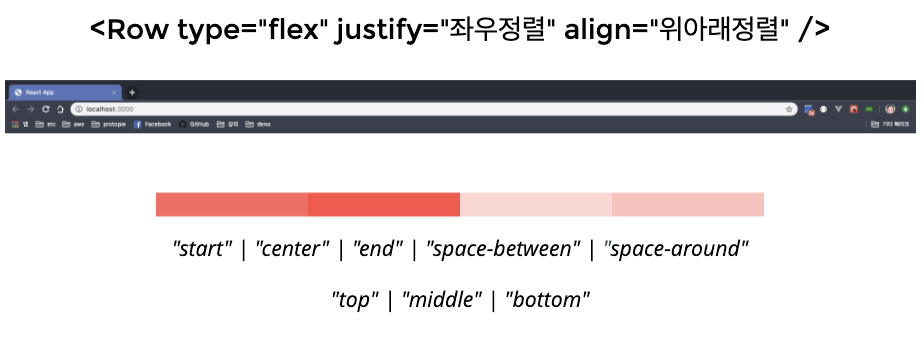 <Row type="flex" justify="좌우정렬" align="위아래정렬" />
React App
localhost:3000
앱 etc aws protopie Facebook GitHub 강의 deno 기타 북마크
"start" | "center" | "end" | "space-between" | "space-around"
"top" | "middle" | "bottom"